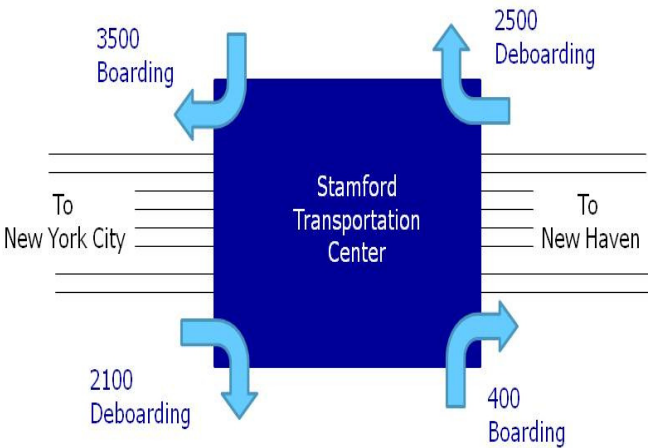 3500
Boarding
2500
Deboarding
Stamford
Transportation
Center
To
New York City
To
New Haven
2100
Deboarding
400
Boarding